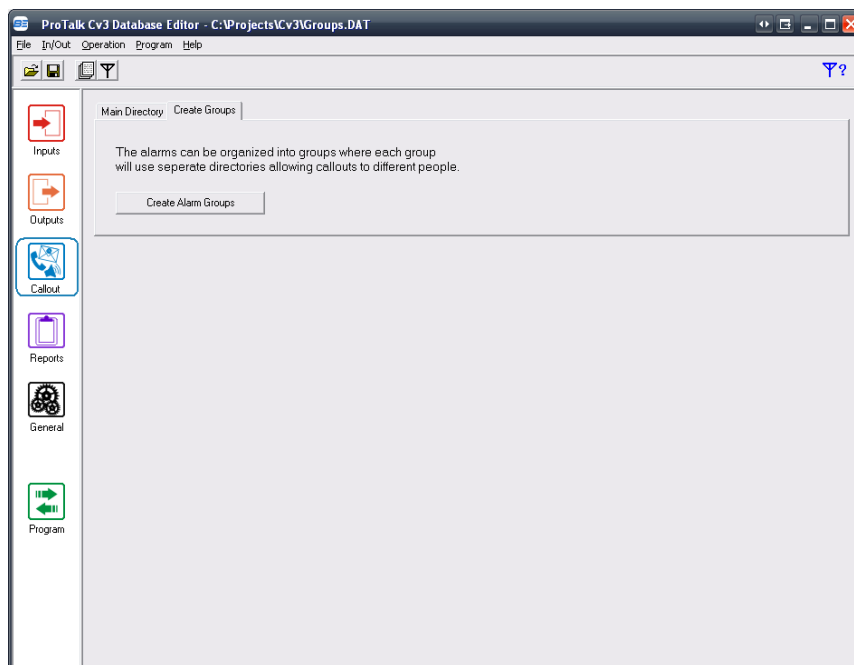 ProTalk Cv3 Database Editor - C:\Projects\Cv3\Groups.DAT
File In/Out Operation Program Help
?
Main Directory Create Groups
The alarms can be organized into groups where each group
will use seperate directories allowing callouts to different people.
Create Alarm Groups
Inputs
Outputs
Callout
Reports
General
Program